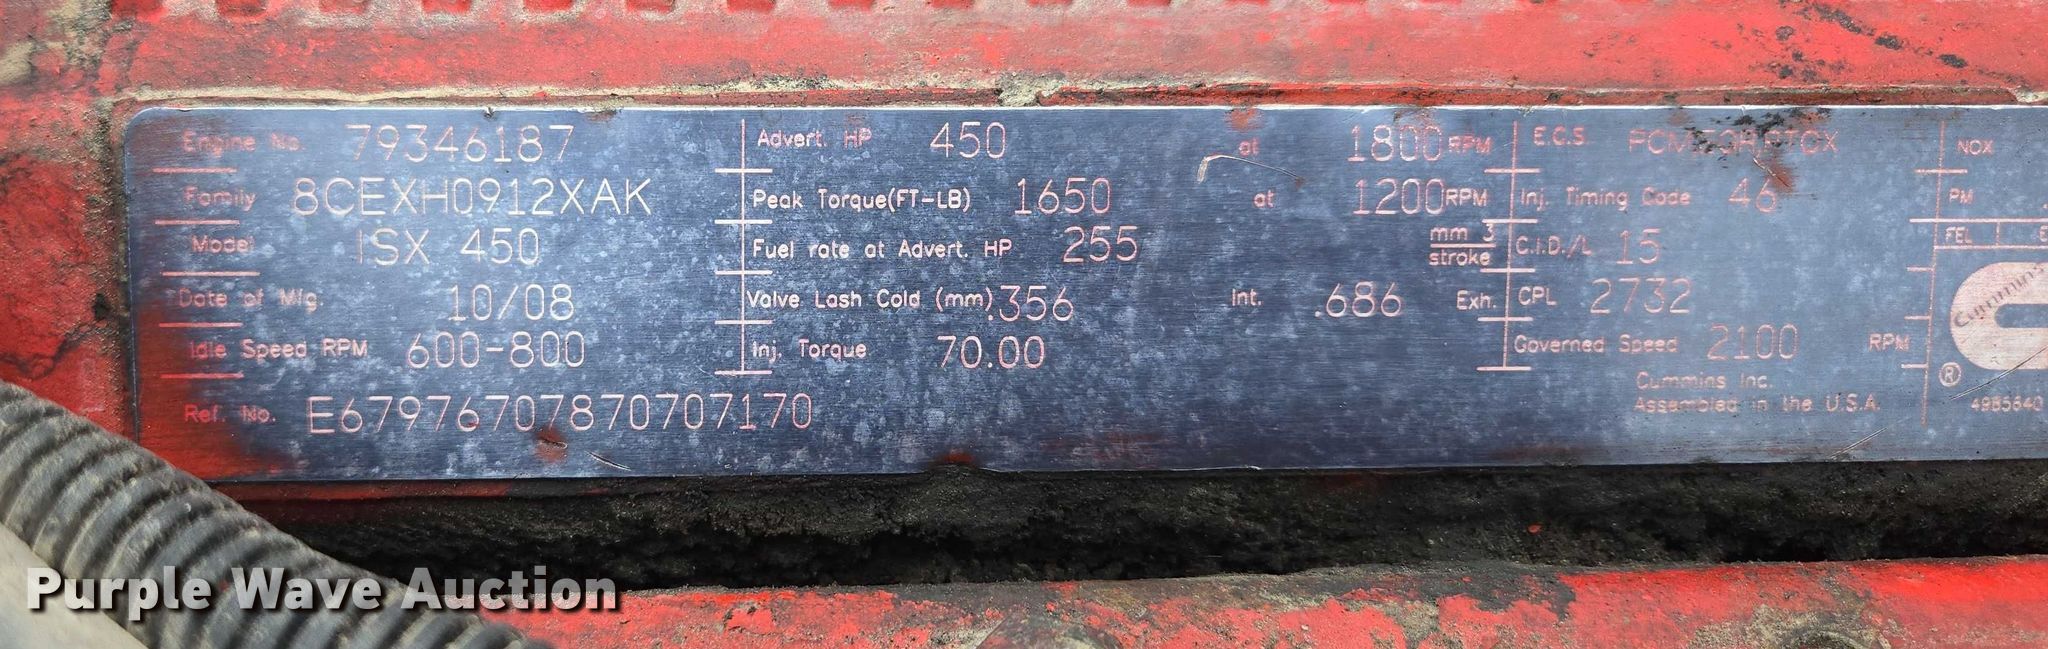 Engine No. 79346187 Advert. HP 450 at 1800 RPM E.C.S. NOX
Family 8CEXH0912XAK Peak Torque(FT-LB) 1650 at 1200 RPM Inj. Timing Code 46 PM
Model ISX 450 Fuel rate at Advert. HP 255 mm 3 stroke C.I.D./L 15 FEL
Date of Mfg. 10/08 Valve Lash Cold (mm) .356 Int. .686 Exh. CPL 2732
Idle Speed RPM 600-800 Inj. Torque 70.00 Governed Speed 2100 RPM
Ref. No. E67976707870707170
Cummins Inc.
Assembled in the U.S.A.
Cummins
®
4985640
Purple Wave Auction